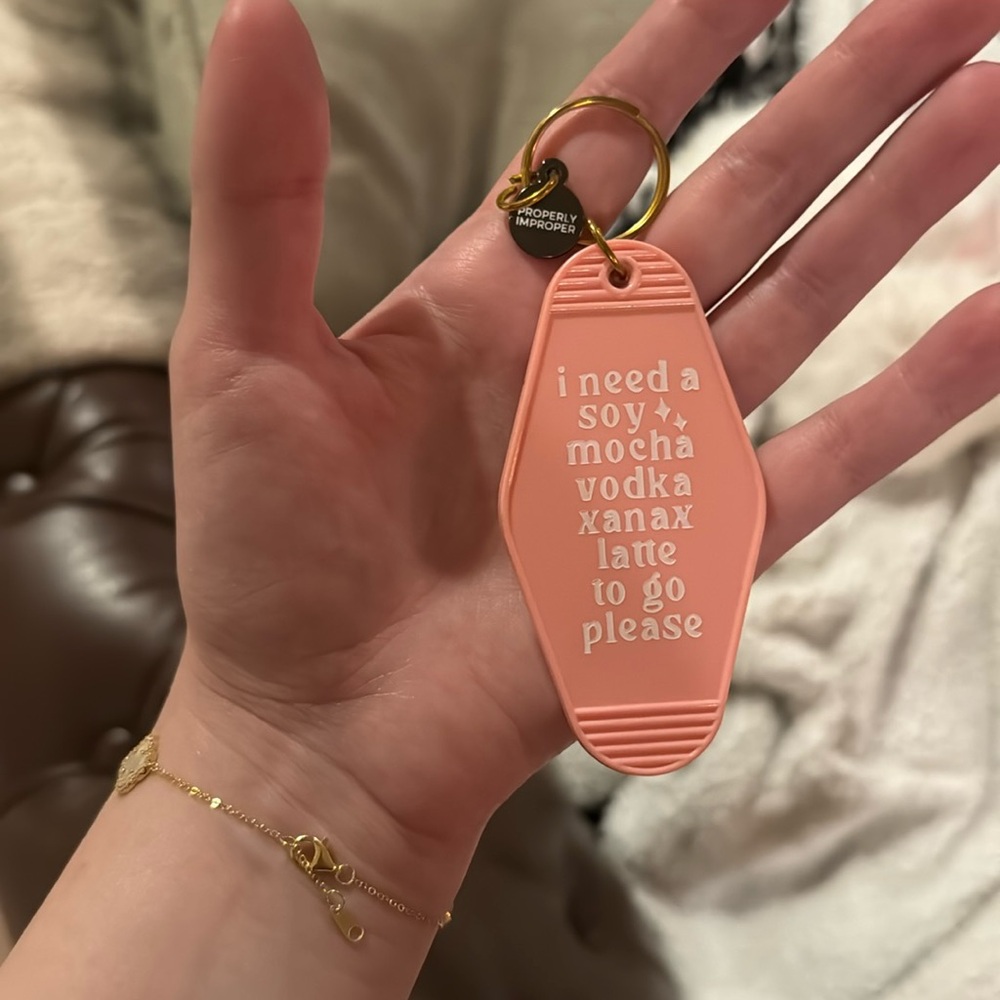 PROPERLY
IMPROPER
i need a
soy
mocha
vodka
xanax
latte
to go
please